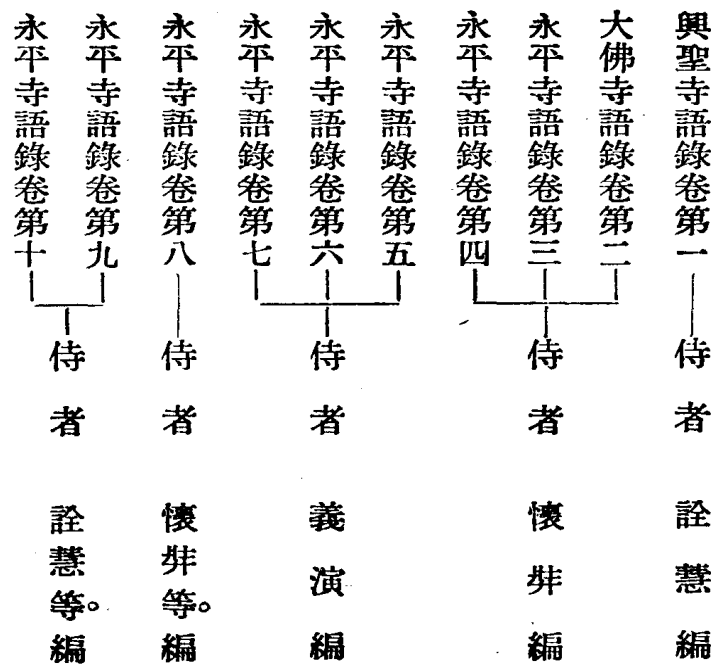 興聖寺語錄卷第一
侍者 詮慧編
大佛寺語錄卷第二
永平寺語錄卷第三
永平寺語錄卷第四
侍者 懷弉編
永平寺語錄卷第五
永平寺語錄卷第六
永平寺語錄卷第七
侍者 義演編
永平寺語錄卷第八
侍者 懷弉等。編
永平寺語錄卷第九
永平寺語錄卷第十
侍者 詮慧等。編